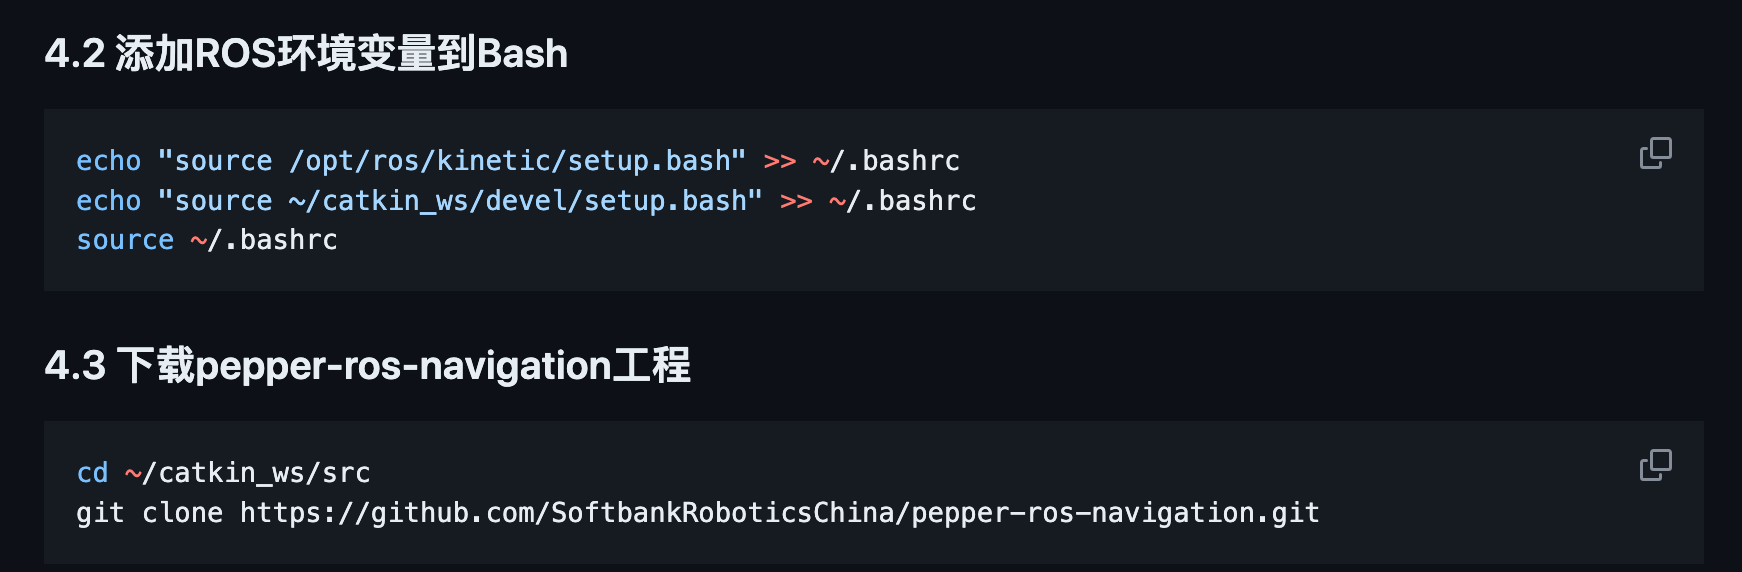 4.2 添加ROS环境变量到Bash
echo "source /opt/ros/kinetic/setup.bash" >> ~/.bashrc
echo "source ~/catkin_ws/devel/setup.bash" >> ~/.bashrc
source ~/.bashrc
4.3 下载pepper-ros-navigation工程
cd ~/catkin_ws/src
git clone https://github.com/SoftbankRoboticsChina/pepper-ros-navigation.git